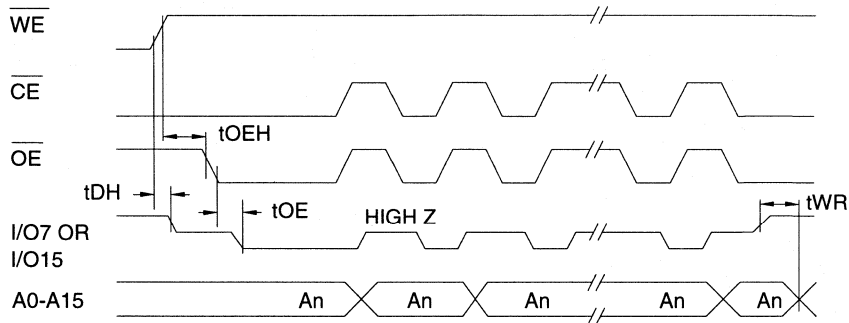 WE
CE
tOEH
OE
tDH
tOE
HIGH Z
tWR
I/O7 OR
I/O15
A0-A15
An
An
An
An
An